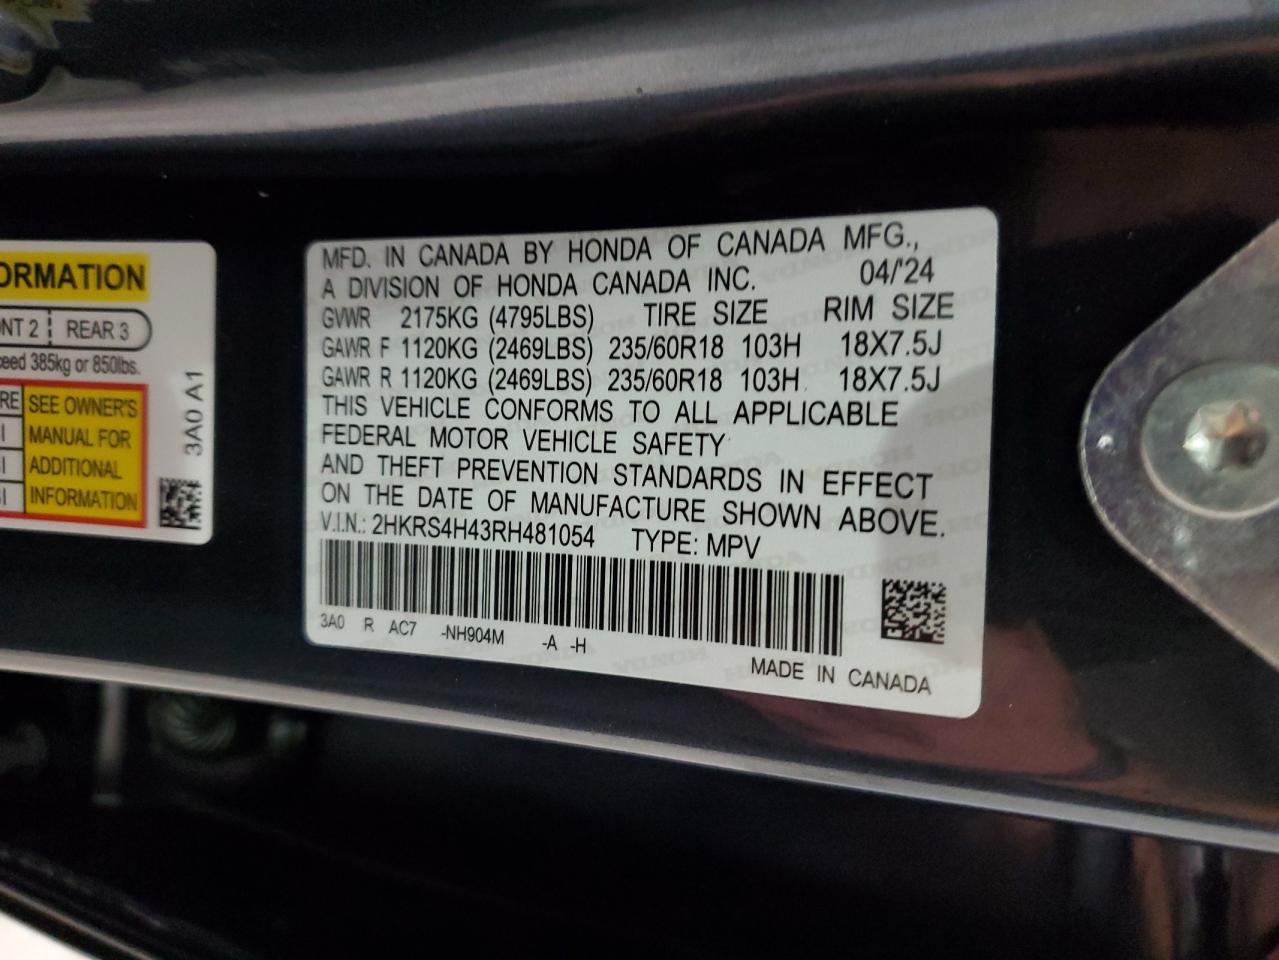 ORMATION
NT 2 REAR 3
ceed 385kg or 850lbs.
RE SEE OWNER'S
MANUAL FOR
ADDITIONAL
INFORMATION
3A0 A1
MFD. IN CANADA BY HONDA OF CANADA MFG.,
A DIVISION OF HONDA CANADA INC. 04/'24
GVWR 2175KG (4795LBS) TIRE SIZE RIM SIZE
GAWR F 1120KG (2469LBS) 235/60R18 103H 18X7.5J
GAWR R 1120KG (2469LBS) 235/60R18 103H 18X7.5J
THIS VEHICLE CONFORMS TO ALL APPLICABLE
FEDERAL MOTOR VEHICLE SAFETY
AND THEFT PREVENTION STANDARDS IN EFFECT
ON THE DATE OF MANUFACTURE SHOWN ABOVE.
V.I.N.: 2HKRS4H43RH481054 TYPE: MPV
3A0 R AC7 -NH904M -A -H
MADE IN CANADA